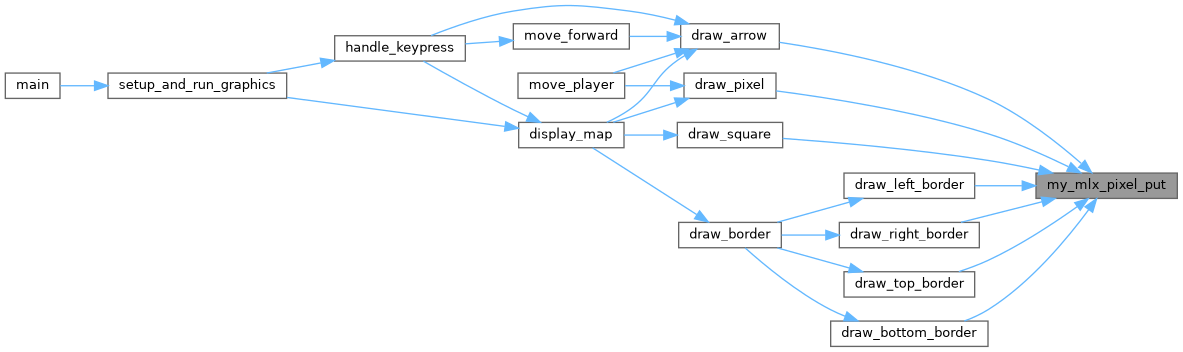 main
setup_and_run_graphics
handle_keypress
move_forward
move_player
display_map
draw_arrow
draw_pixel
draw_square
draw_border
draw_left_border
draw_right_border
draw_top_border
draw_bottom_border
my_mlx_pixel_put